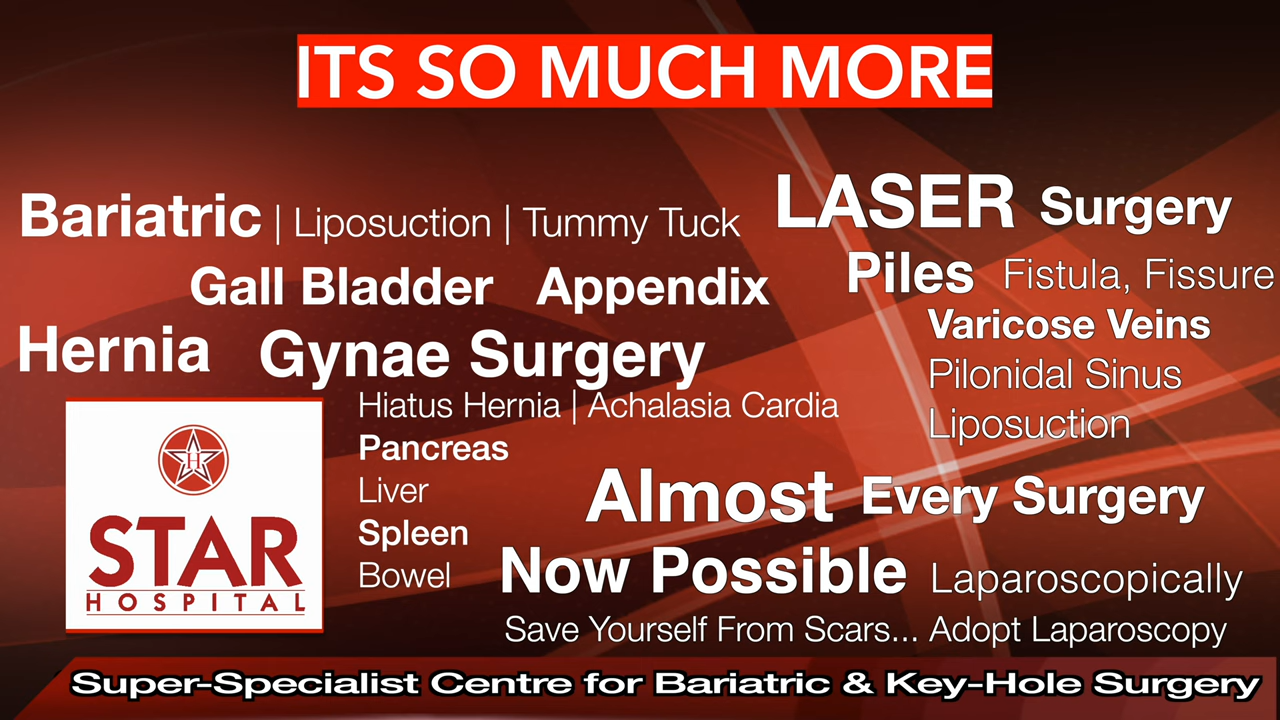 ITS SO MUCH MORE
Bariatric | Liposuction | Tummy Tuck
Gall Bladder Appendix
Hernia Gynae Surgery
Hiatus Hernia | Achalasia Cardia
Pancreas
Liver
Spleen
Bowel
LASER Surgery
Piles Fistula, Fissure
Varicose Veins
Pilonidal Sinus
Liposuction
Almost Every Surgery
Now Possible Laparoscopically
Save Yourself From Scars... Adopt Laparoscopy
H
STAR
HOSPITAL
Super-Specialist Centre for Bariatric & Key-Hole Surgery